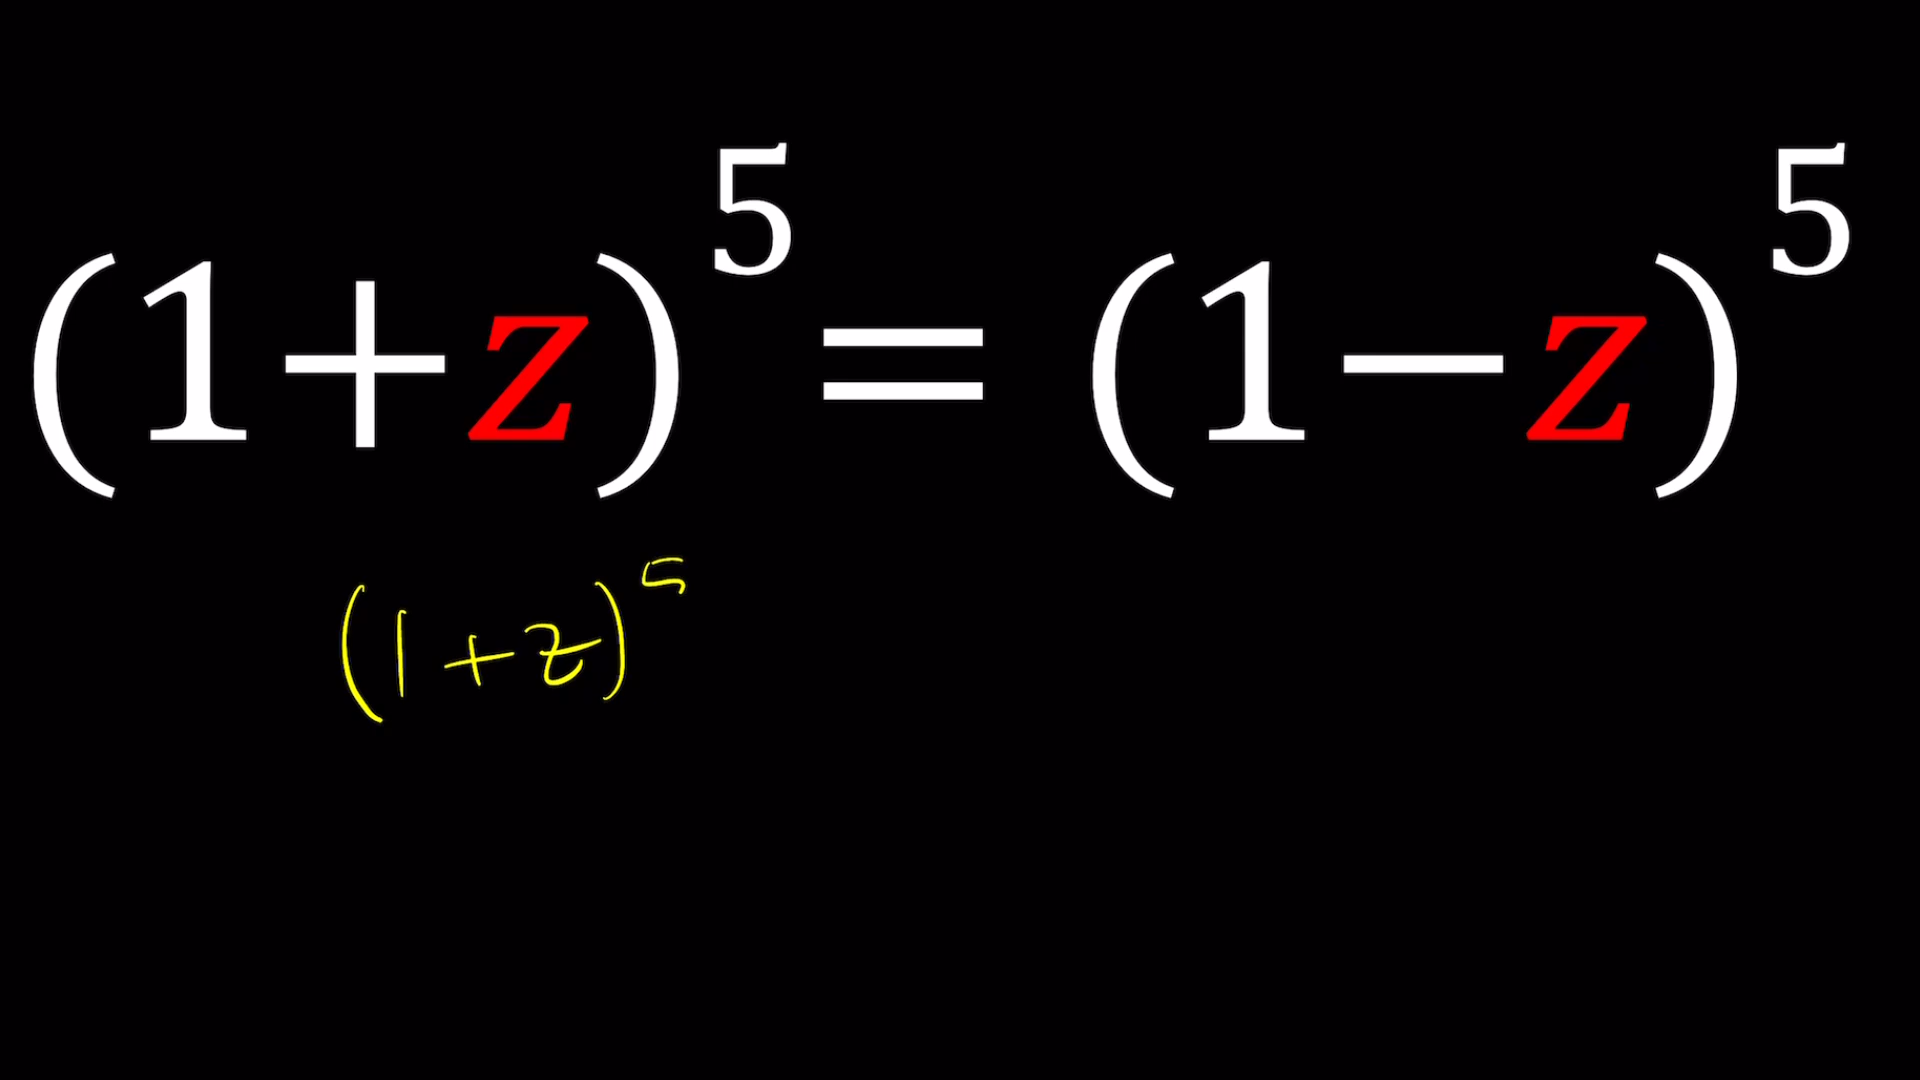 (1+z)⁵ = (1−z)⁵
(1+z)⁵